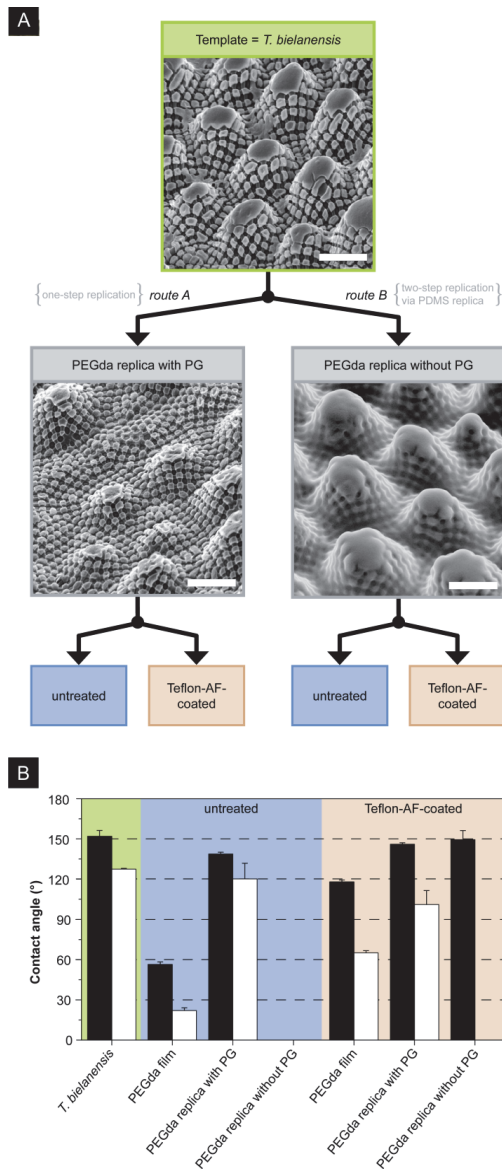 A
Template = T. bielanensis
{one-step replication} route A
route B {two-step replication
via PDMS replica}
PEGda replica with PG
PEGda replica without PG
untreated
Teflon-AF-
coated
untreated
Teflon-AF-
coated
B
untreated
Teflon-AF-coated
180
150
120
90
60
30
0
Contact angle (°)
T. bielanensis
PEGda film
PEGda replica with PG
PEGda replica without PG
PEGda film
PEGda replica with PG
PEGda replica without PG